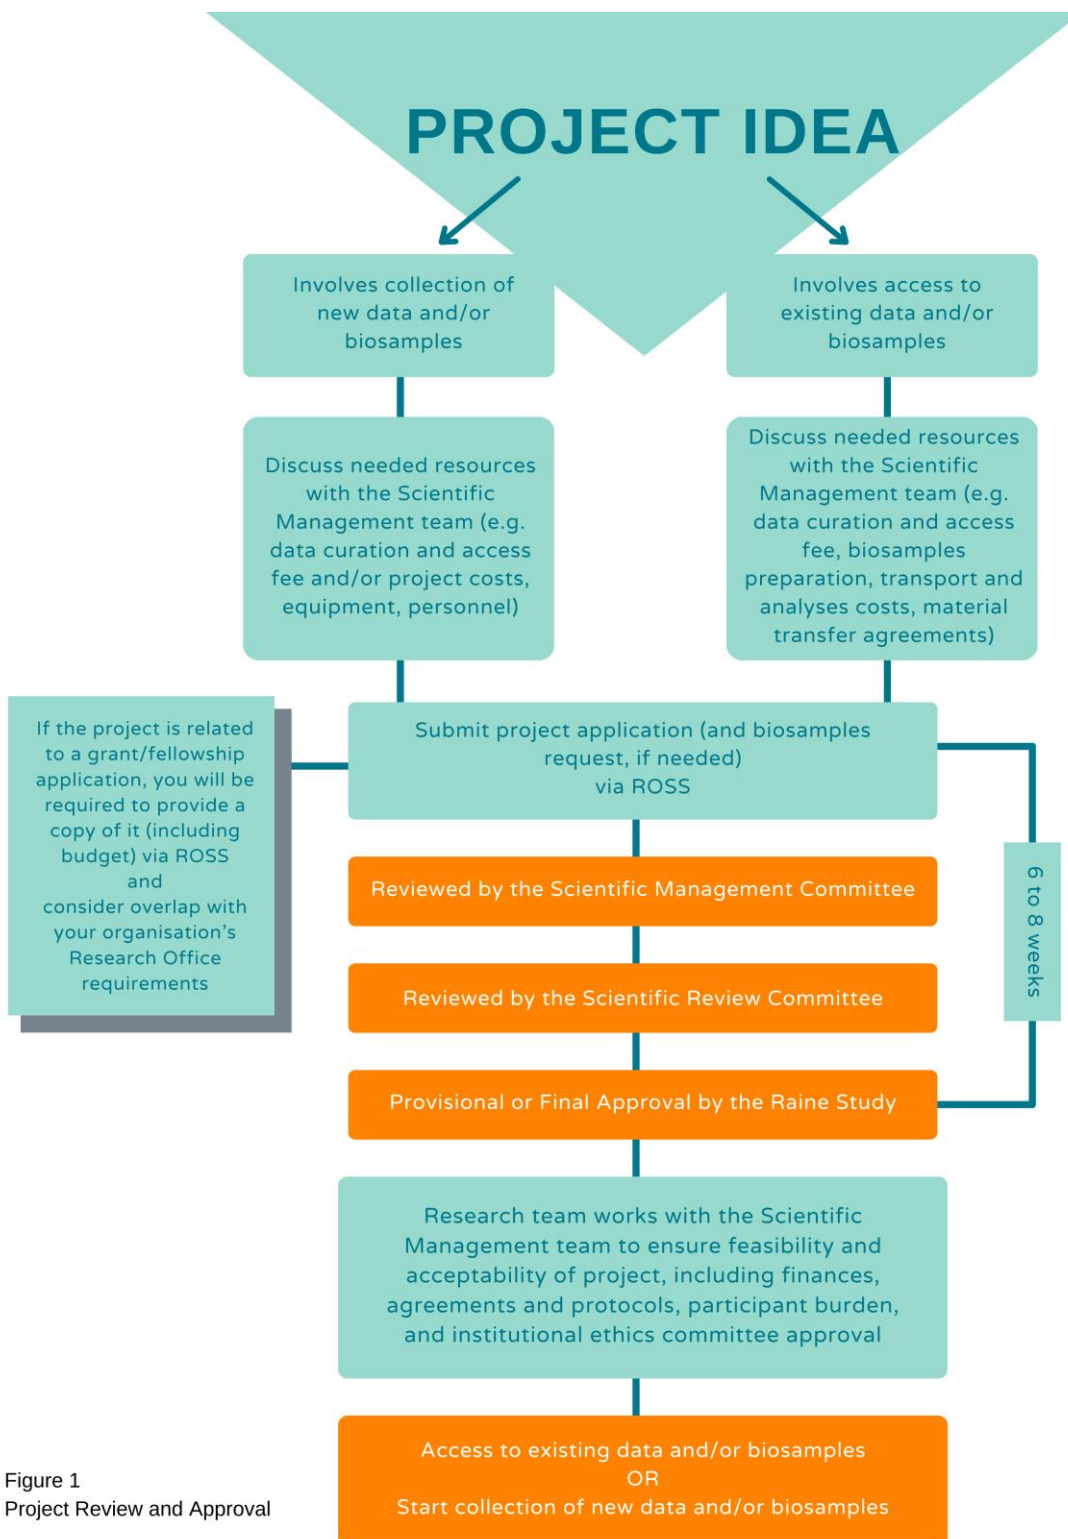 PROJECT IDEA
Involves collection of
new data and/or
biosamples
Involves access to
existing data and/or
biosamples
Discuss needed resources
with the Scientific
Management team (e.g.
data curation and access
fee and/or project costs,
equipment, personnel)
Discuss needed resources
with the Scientific
Management team (e.g.
data curation and access
fee, biosamples
preparation, transport and
analyses costs, material
transfer agreements)
If the project is related
to a grant/fellowship
application, you will be
required to provide a
copy of it (including
budget) via ROSS
and
consider overlap with
your organisation's
Research Office
requirements
Submit project application (and biosamples
request, if needed)
via ROSS
Reviewed by the Scientific Management Committee
Reviewed by the Scientific Review Committee
Provisional or Final Approval by the Raine Study
6 to 8 weeks
Research team works with the Scientific
Management team to ensure feasibility and
acceptability of project, including finances,
agreements and protocols, participant burden,
and institutional ethics committee approval
Access to existing data and/or biosamples
OR
Start collection of new data and/or biosamples
Figure 1
Project Review and Approval